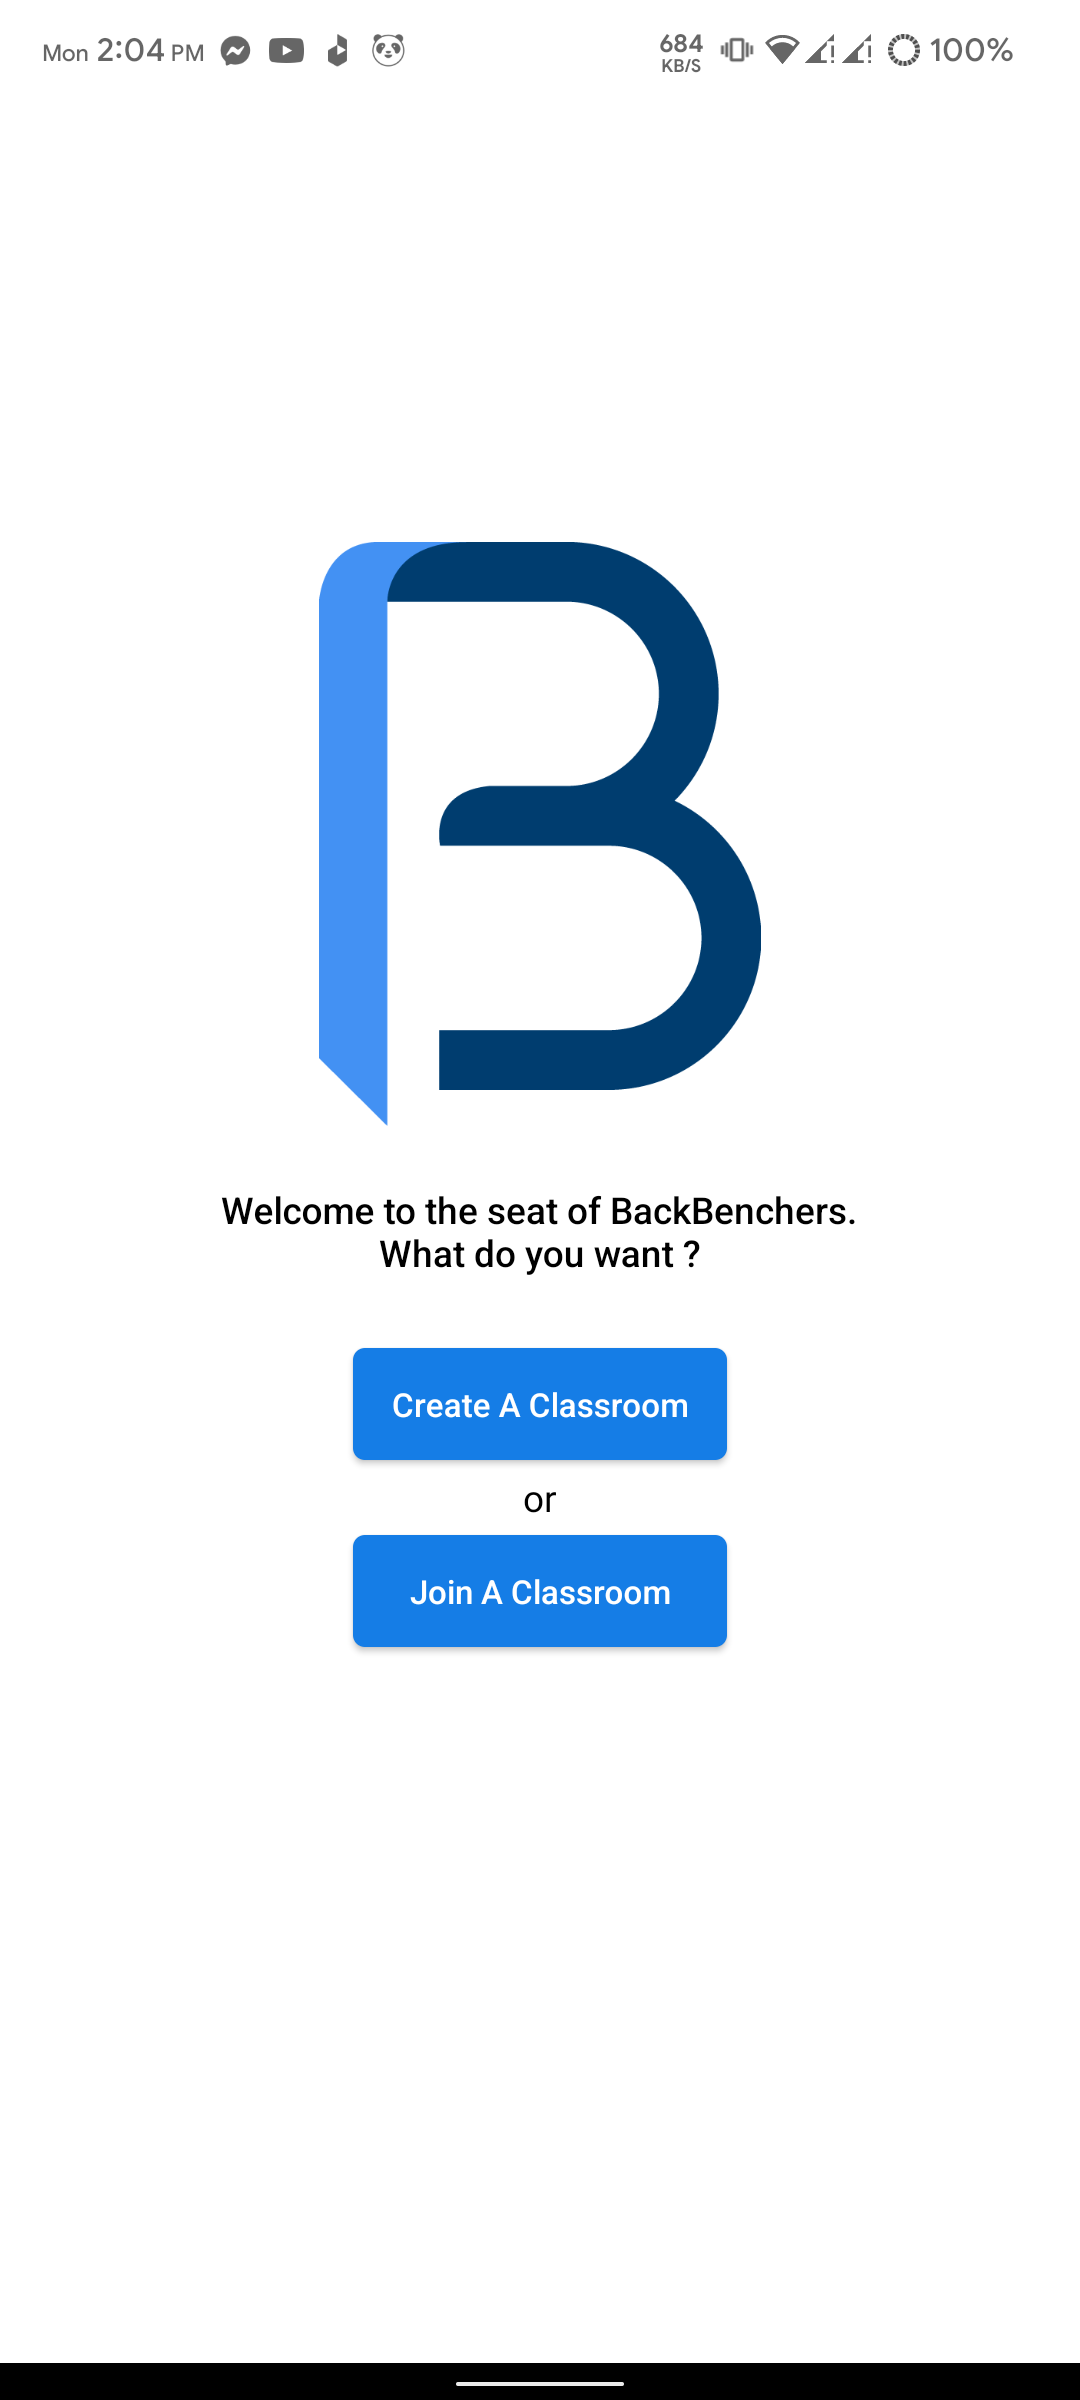 Mon 2:04 PM 684 KB/S 100%
B
Welcome to the seat of BackBenchers.
What do you want ?
Create A Classroom
or
Join A Classroom